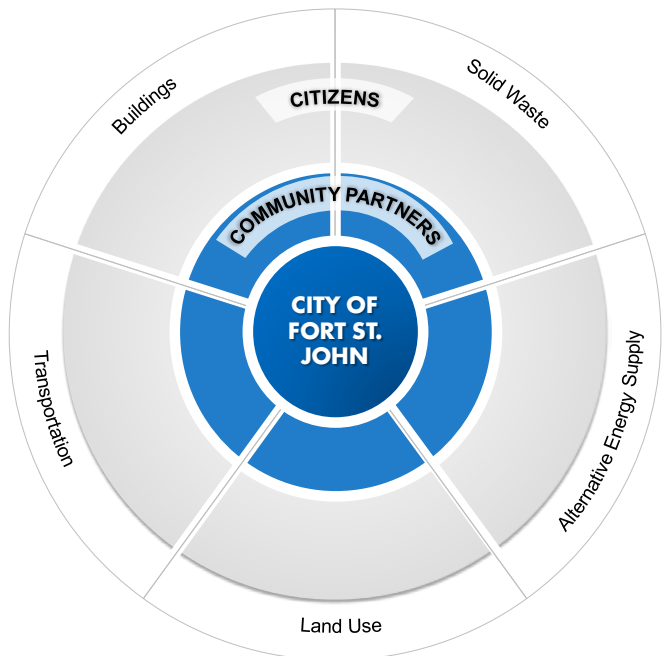 Buildings
Solid Waste
CITIZENS
COMMUNITY PARTNERS
CITY OF
FORT ST.
JOHN
Transportation
Alternative Energy Supply
Land Use